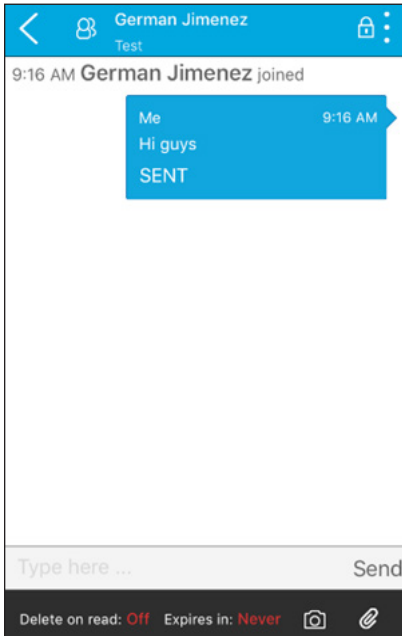 German Jimenez
Test
9:16 AM German Jimenez joined
Me 9:16 AM
Hi guys
SENT
Type here ... Send
Delete on read: Off Expires in: Never